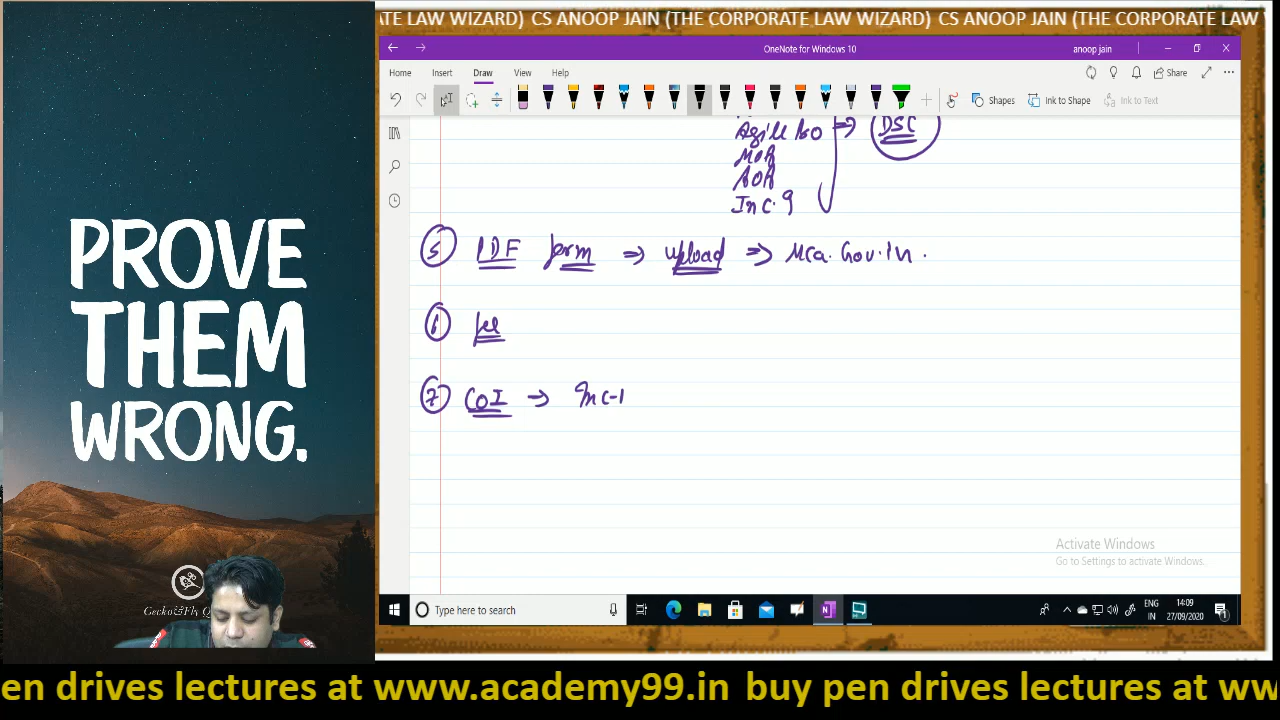 ATE LAW WIZARD) CS ANOOP JAIN (THE CORPORATE LAW WIZARD) CS ANOOP JAIN (THE CORPORATE LAW
OneNote for Windows 10
anoop jain
Home Insert Draw View Help
Share
Shapes
Ink to Shape
Ink to Text
PROVE
THEM
WRONG.
DSC
MOA
AOA
Inc. 9
5 PDF form ⇒ upload ⇒ Mca.Gov.in.
6 fee
7 COI → Inc-1
Activate Windows
Go to Settings to activate Windows.
Type here to search
ENG
IN
14:09
27/09/2020
1
en drives lectures at www.academy99.in buy pen drives lectures at ww